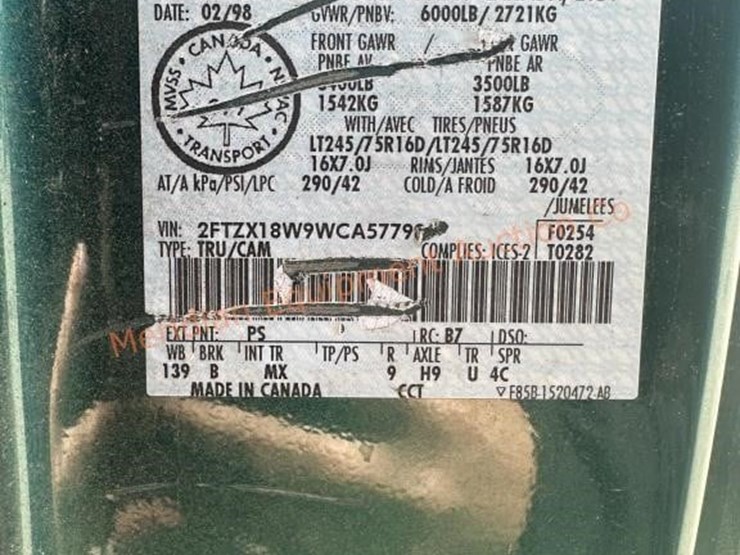 DATE: 02/98 GVWR/PNBV: 6000LB/ 2721KG
CANADA
NSVAC
TRANSPORT
MVSS
FRONT GAWR / GAWR
PNBE AV PNBE AR
3500LB
1542KG 1587KG
WITH/AVEC TIRES/PNEUS
LT245/75R16D/LT245/75R16D
16X7.0J RIMS/JANTES 16X7.0J
AT/A kPa/PSI/LPC 290/42 COLD/A FROID 290/42
/JUMELEES
VIN: 2FTZX18W9WCA5779 F0254
TYPE: TRU/CAM COMPLIES: ICES-2 T0282
EXT PNT: PS RC: B7 DSO:
WB BRK INT TR TP/PS R AXLE TR SPR
139 B MX 9 H9 U 4C
MADE IN CANADA CCT F85B-1520472-AB